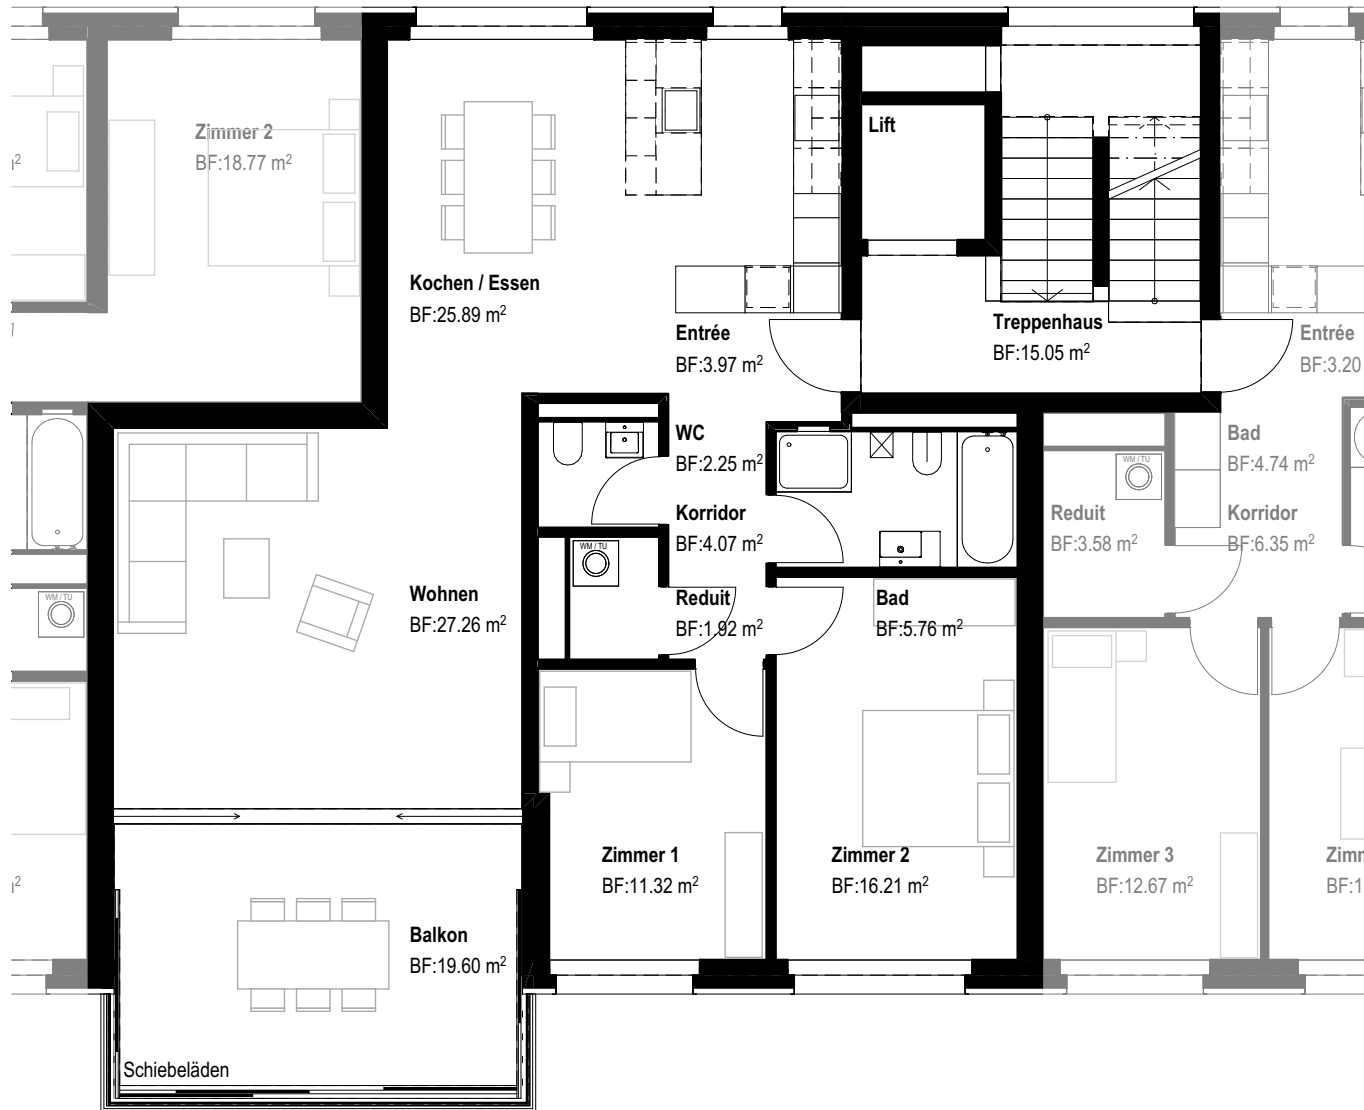 Zimmer 2
BF:18.77 m²
Lift
Kochen / Essen
BF:25.89 m²
Entrée
BF:3.97 m²
Treppenhaus
BF:15.05 m²
Entrée
BF:3.20
WC
BF:2.25 m²
Bad
BF:4.74 m²
WM / TU
Korridor
BF:4.07 m²
Reduit
BF:3.58 m²
Korridor
BF:6.35 m²
WM / TU
WM / TU
Wohnen
BF:27.26 m²
Reduit
BF:1.92 m²
Bad
BF:5.76 m²
Zimmer 1
BF:11.32 m²
Zimmer 2
BF:16.21 m²
Zimmer 3
BF:12.67 m²
Balkon
BF:19.60 m²
Schiebeläden